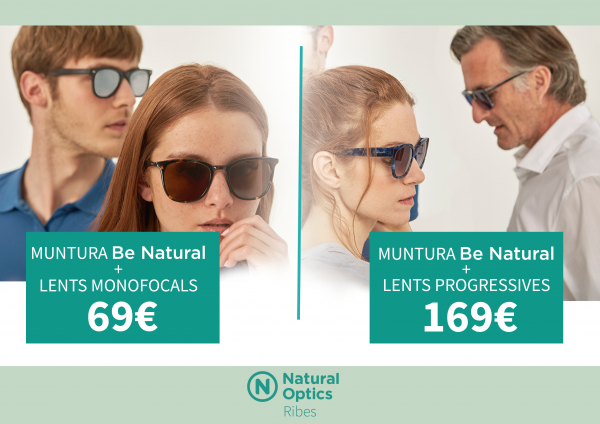 MUNTURA Be Natural
+
LENTS MONOFOCALS
69€
MUNTURA Be Natural
+
LENTS PROGRESSIVES
169€
N Natural
Optics
Ribes